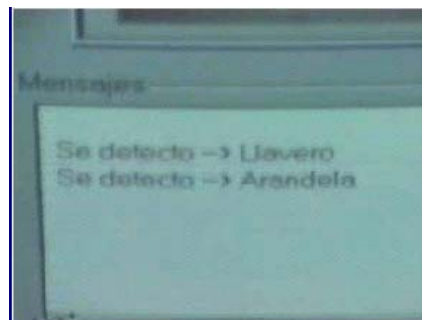 Mensajes
Se detecto --> Llavero
Se detecto --> Arandela